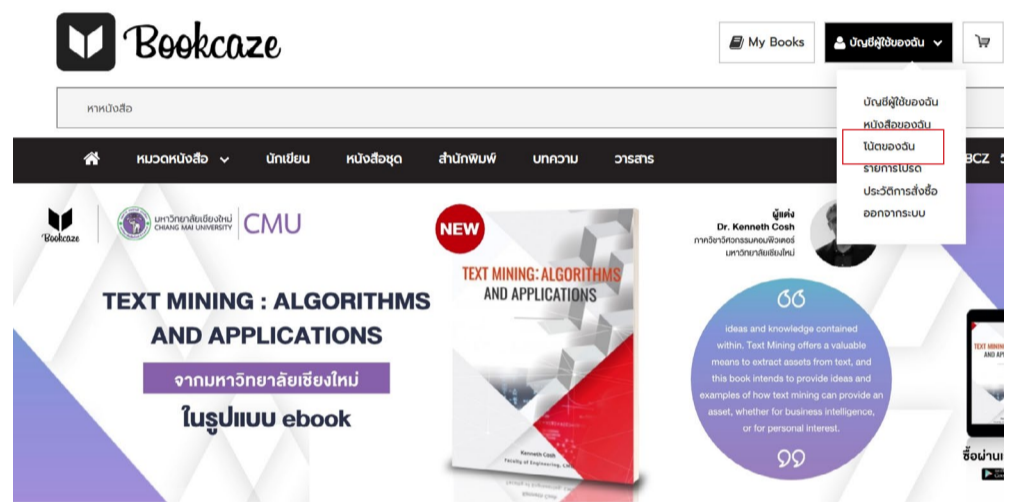 Bookcaze
My Books
บัญชีผู้ใช้ของฉัน
หาหนังสือ
บัญชีผู้ใช้ของฉัน
หนังสือของฉัน
โน้ตของฉัน
รายการโปรด
ประวัติการสั่งซื้อ
ออกจากระบบ
หมวดหนังสือ นักเขียน หนังสือชุด สำนักพิมพ์ บทความ วารสาร BCZ
Bookcaze
มหาวิทยาลัยเชียงใหม่
CHIANG MAI UNIVERSITY
CMU
TEXT MINING : ALGORITHMS
AND APPLICATIONS
จากมหาวิทยาลัยเชียงใหม่
ในรูปแบบ ebook
NEW
TEXT MINING: ALGORITHMS
AND APPLICATIONS
Kenneth Cosh
Faculty of Engineering,
ผู้แต่ง
Dr. Kenneth Cosh
ภาควิชาวิศวกรรมคอมพิวเตอร์
มหาวิทยาลัยเชียงใหม่
ideas and knowledge contained
within. Text Mining offers a valuable
means to extract assets from text, and
this book intends to provide ideas and
examples of how text mining can provide an
asset, whether for business intelligence,
or for personal interest.
TEXT MINING
AND AP
ซื้อผ่าน